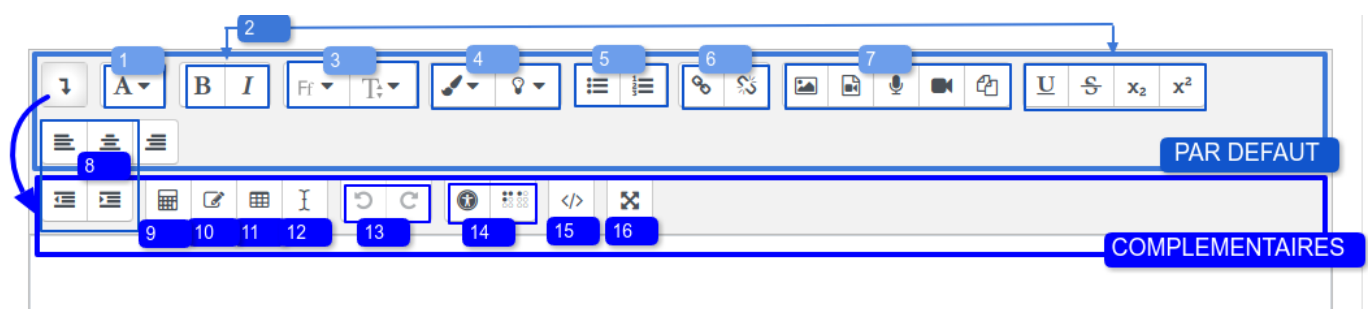 2
1 3 4 5 6 7
A B I Ff T U S x₂ x²
8
PAR DEFAUT
</>
9 10 11 12 13 14 15 16
COMPLEMENTAIRES